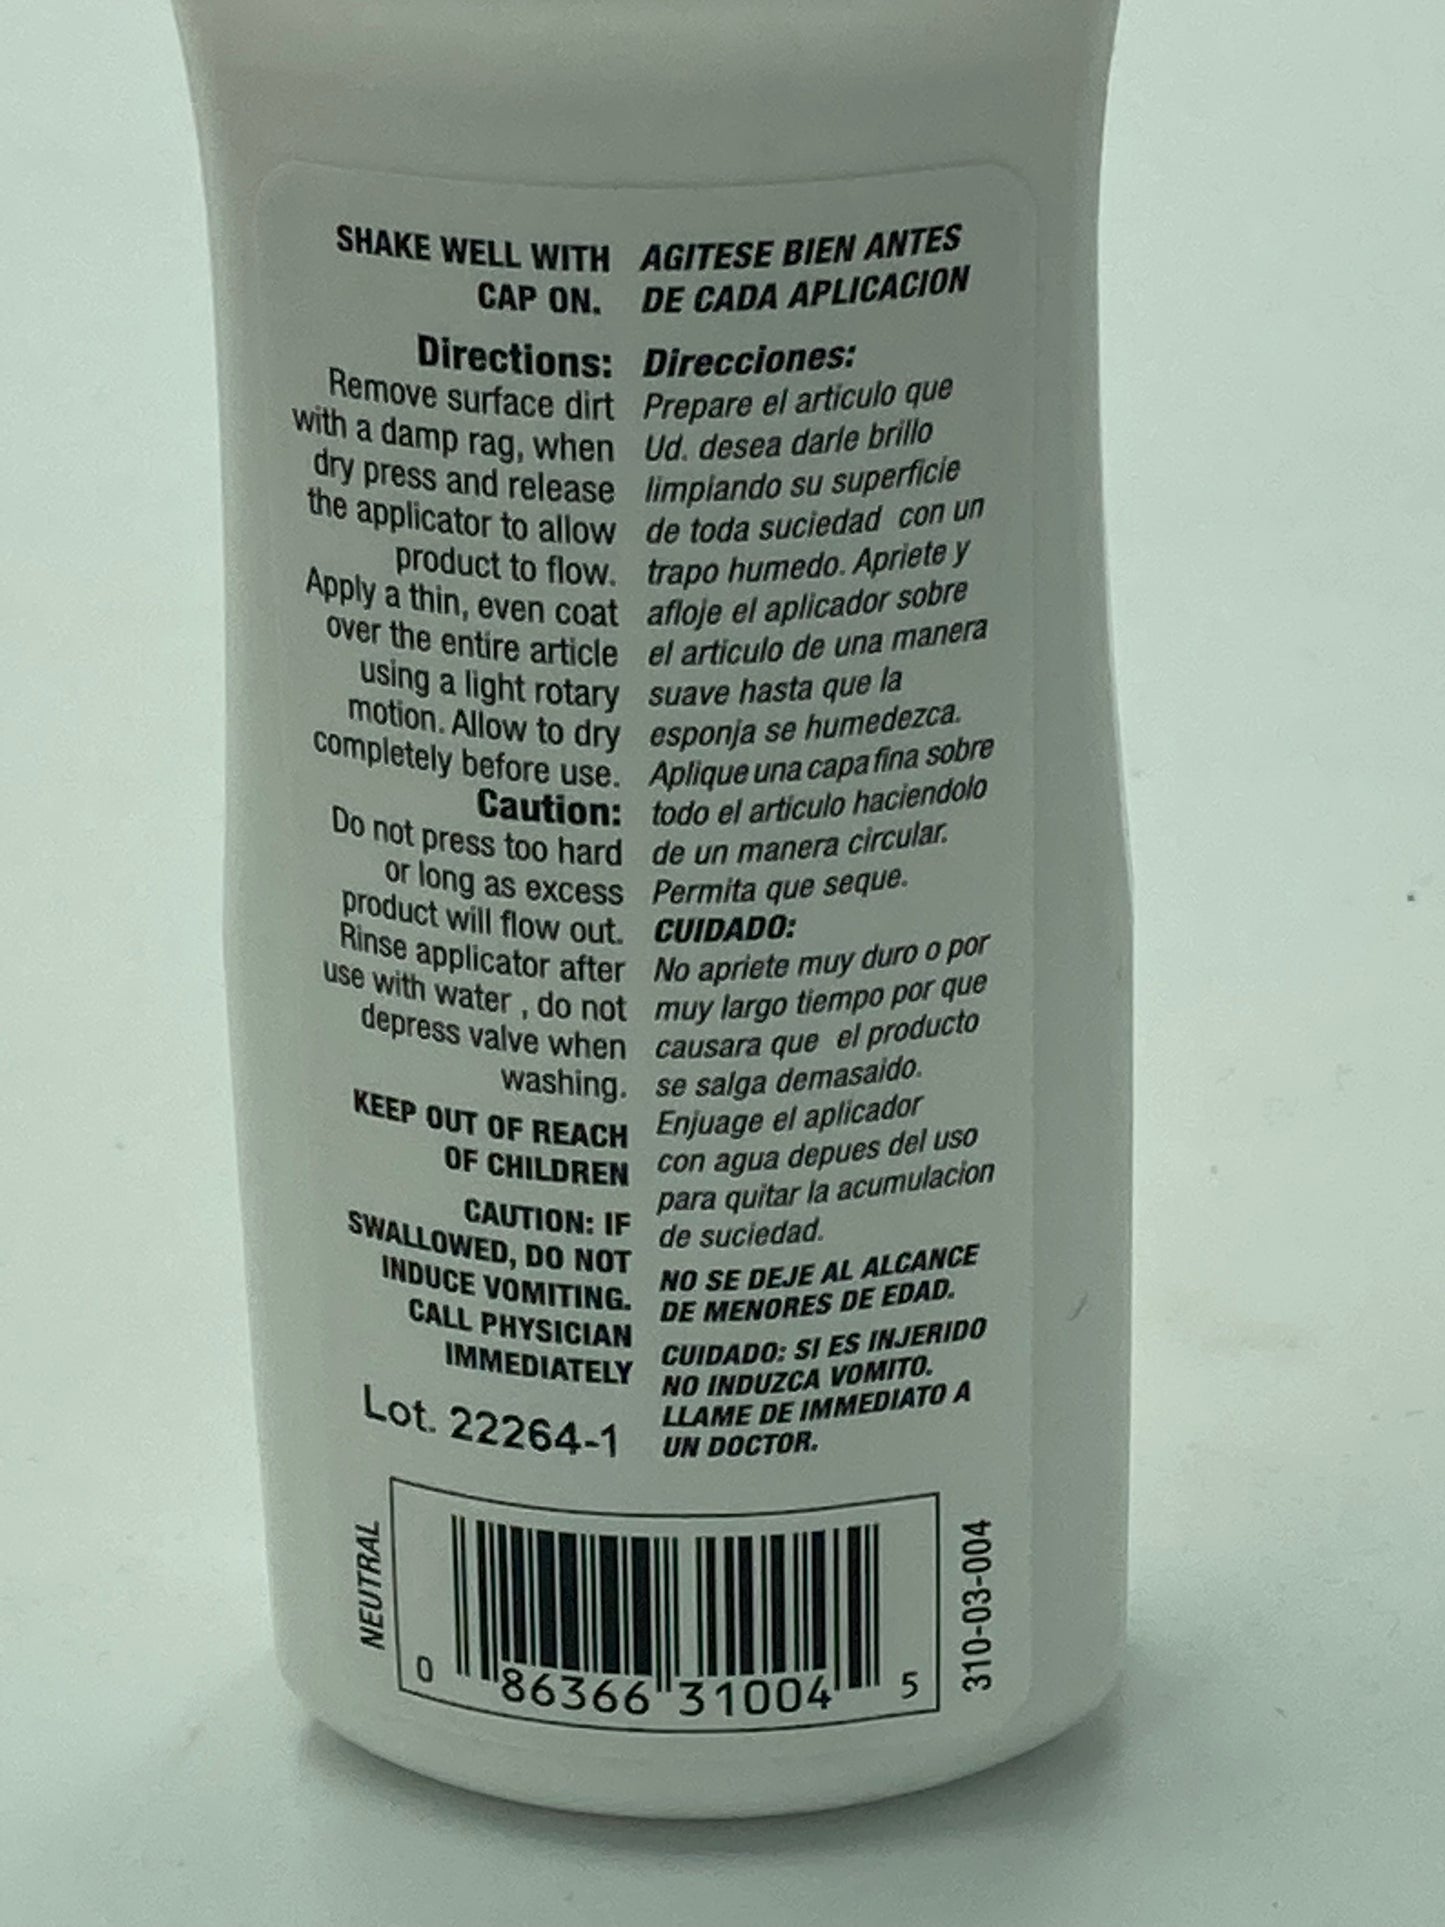 SHAKE WELL WITH
CAP ON.
Directions:
Remove surface dirt
with a damp rag, when
dry press and release
the applicator to allow
product to flow.
Apply a thin, even coat
over the entire article
using a light rotary
motion. Allow to dry
completely before use.
Caution:
Do not press too hard
or long as excess
product will flow out.
Rinse applicator after
use with water , do not
depress valve when
washing.
KEEP OUT OF REACH
OF CHILDREN
CAUTION: IF
SWALLOWED, DO NOT
INDUCE VOMITING.
CALL PHYSICIAN
IMMEDIATELY
Lot. 22264-1
AGITESE BIEN ANTES
DE CADA APLICACION
Direcciones:
Prepare el articulo que
Ud. desea darle brillo
limpiando su superficie
de toda suciedad con un
trapo humedo. Apriete y
afloje el aplicador sobre
el articulo de una manera
suave hasta que la
esponja se humedezca.
Aplique una capa fina sobre
todo el articulo haciendolo
de un manera circular.
Permita que seque.
CUIDADO:
No apriete muy duro o por
muy largo tiempo por que
causara que el producto
se salga demasaido.
Enjuage el aplicador
con agua depues del uso
para quitar la acumulacion
de suciedad.
NO SE DEJE AL ALCANCE
DE MENORES DE EDAD.
CUIDADO: SI ES INJERIDO
NO INDUZCA VOMITO.
LLAME DE IMMEDIATO A
UN DOCTOR.
NEUTRAL
0 86366 31004 5
310-03-004